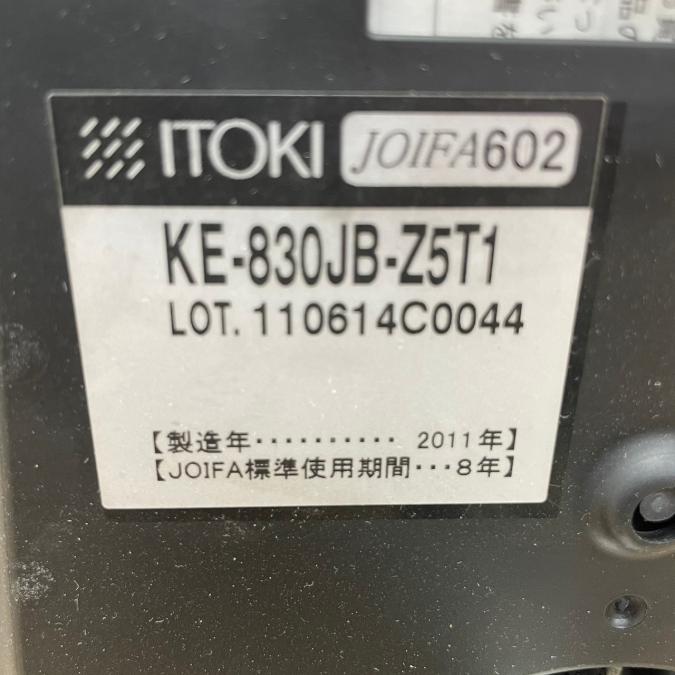 ITOKI JOIFA602
KE-830JB-Z5T1
LOT. 110614C0044
【製造年‥‥‥‥‥ 2011年】
【JOIFA標準使用期間‥･8年】